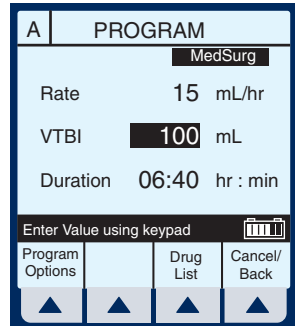 A PROGRAM
MedSurg
Rate 15 mL/hr
VTBI 100 mL
Duration 06:40 hr : min
Enter Value using keypad
Program Options
Drug List
Cancel/ Back